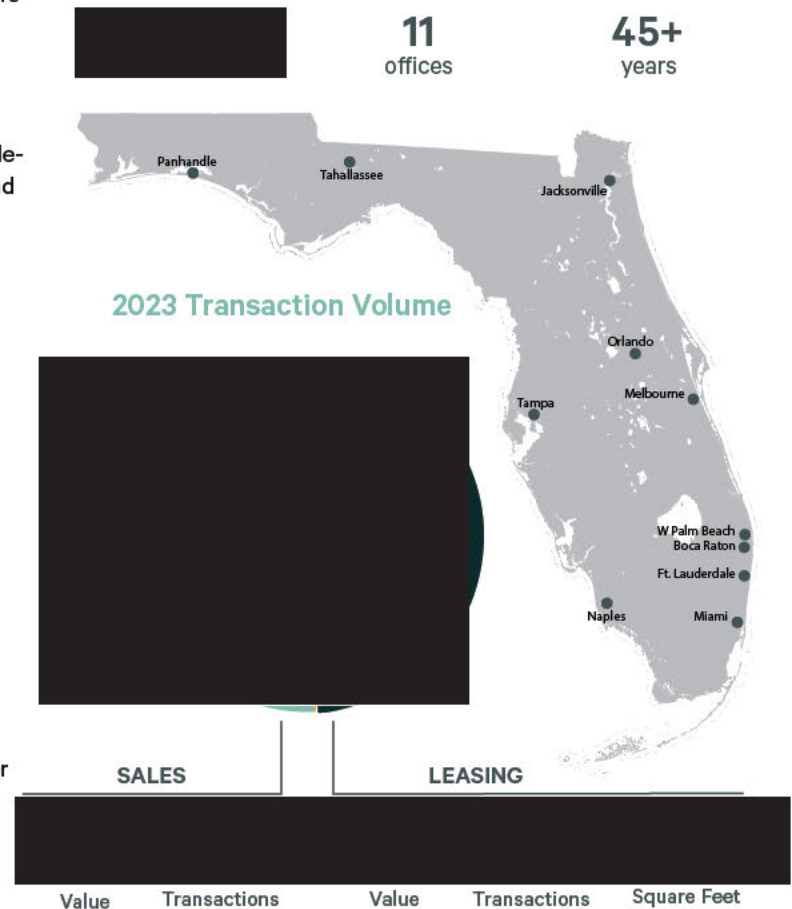 11
offices
45+
years
Panhandle
Tahallassee
Jacksonville
2023 Transaction Volume
Orlando
Melbourne
Tampa
W Palm Beach
Boca Raton
Ft. Lauderdale
Naples
Miami
SALES
LEASING
Value
Transactions
Value
Transactions
Square Feet